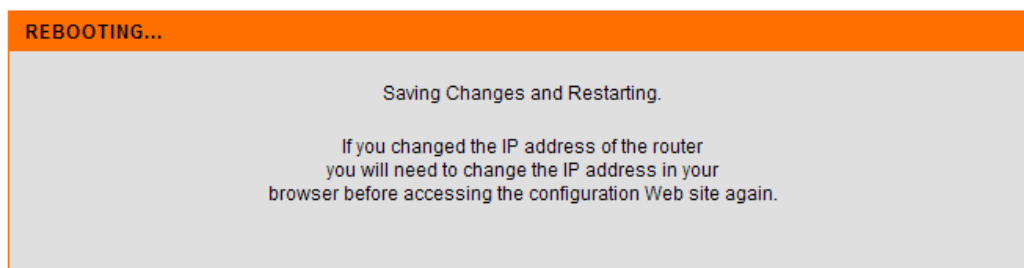 REBOOTING...
Saving Changes and Restarting.
If you changed the IP address of the router
you will need to change the IP address in your
browser before accessing the configuration Web site again.